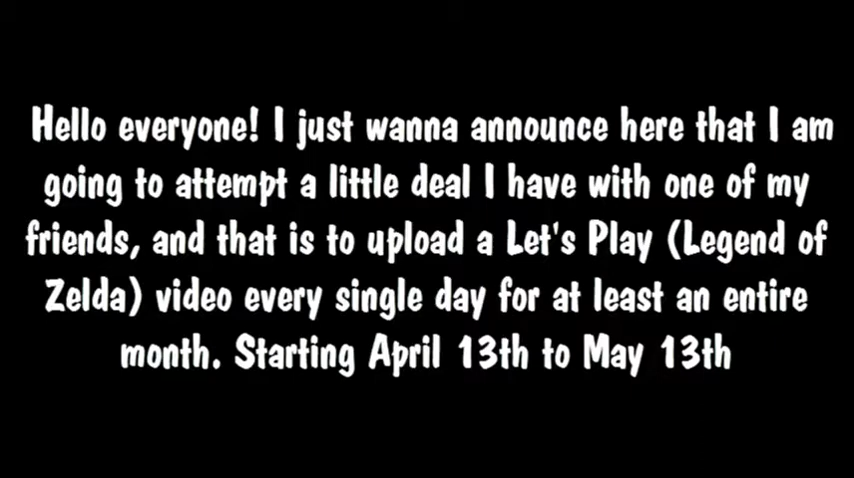 Hello everyone! I just wanna announce here that I am
going to attempt a little deal I have with one of my
friends, and that is to upload a Let's Play (Legend of
Zelda) video every single day for at least an entire
month. Starting April 13th to May 13th